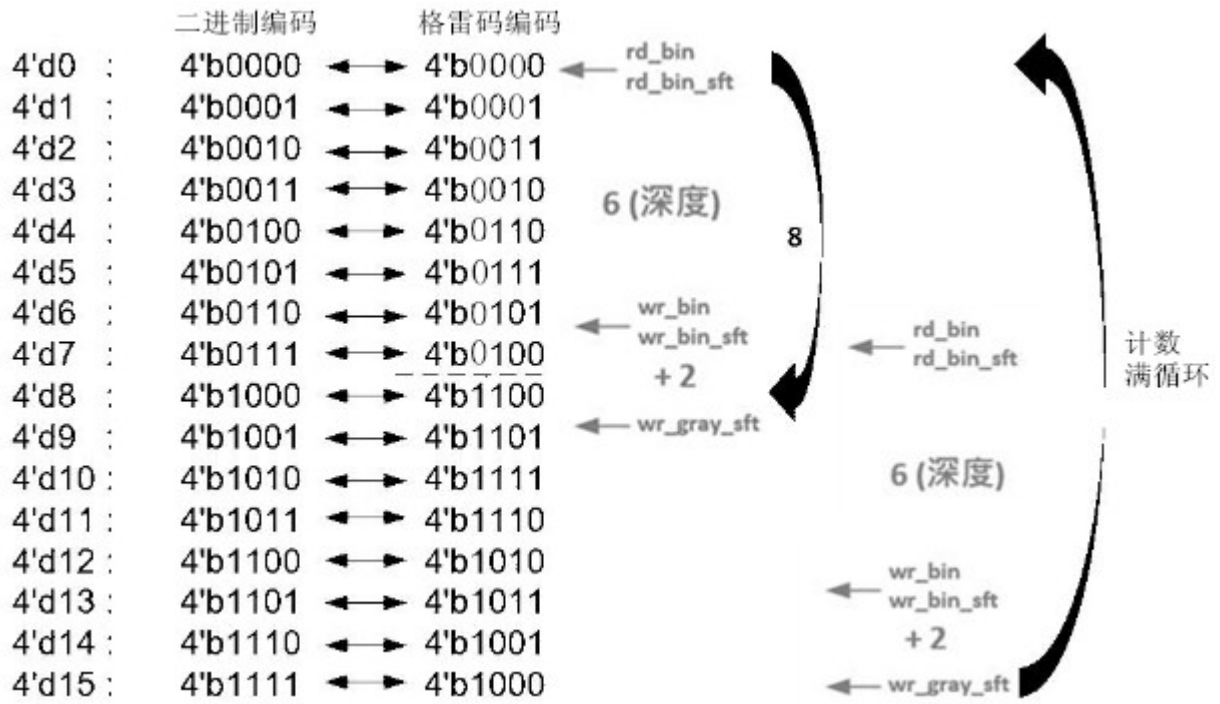 二进制编码 格雷码编码
4'd0 : 4'b0000 4'b0000 rd_bin
rd_bin_sft
4'd1 : 4'b0001 4'b0001
4'd2 : 4'b0010 4'b0011
4'd3 : 4'b0011 4'b0010 6 (深度)
4'd4 : 4'b0100 4'b0110 8
4'd5 : 4'b0101 4'b0111
4'd6 : 4'b0110 4'b0101 wr_bin
wr_bin_sft rd_bin
4'd7 : 4'b0111 4'b0100 rd_bin_sft 计数
+ 2 满循环
4'd8 : 4'b1000 4'b1100
4'd9 : 4'b1001 4'b1101 wr_gray_sft
4'd10 : 4'b1010 4'b1111 6 (深度)
4'd11 : 4'b1011 4'b1110
4'd12 : 4'b1100 4'b1010 wr_bin
4'd13 : 4'b1101 4'b1011 wr_bin_sft
4'd14 : 4'b1110 4'b1001 + 2
4'd15 : 4'b1111 4'b1000 wr_gray_sft